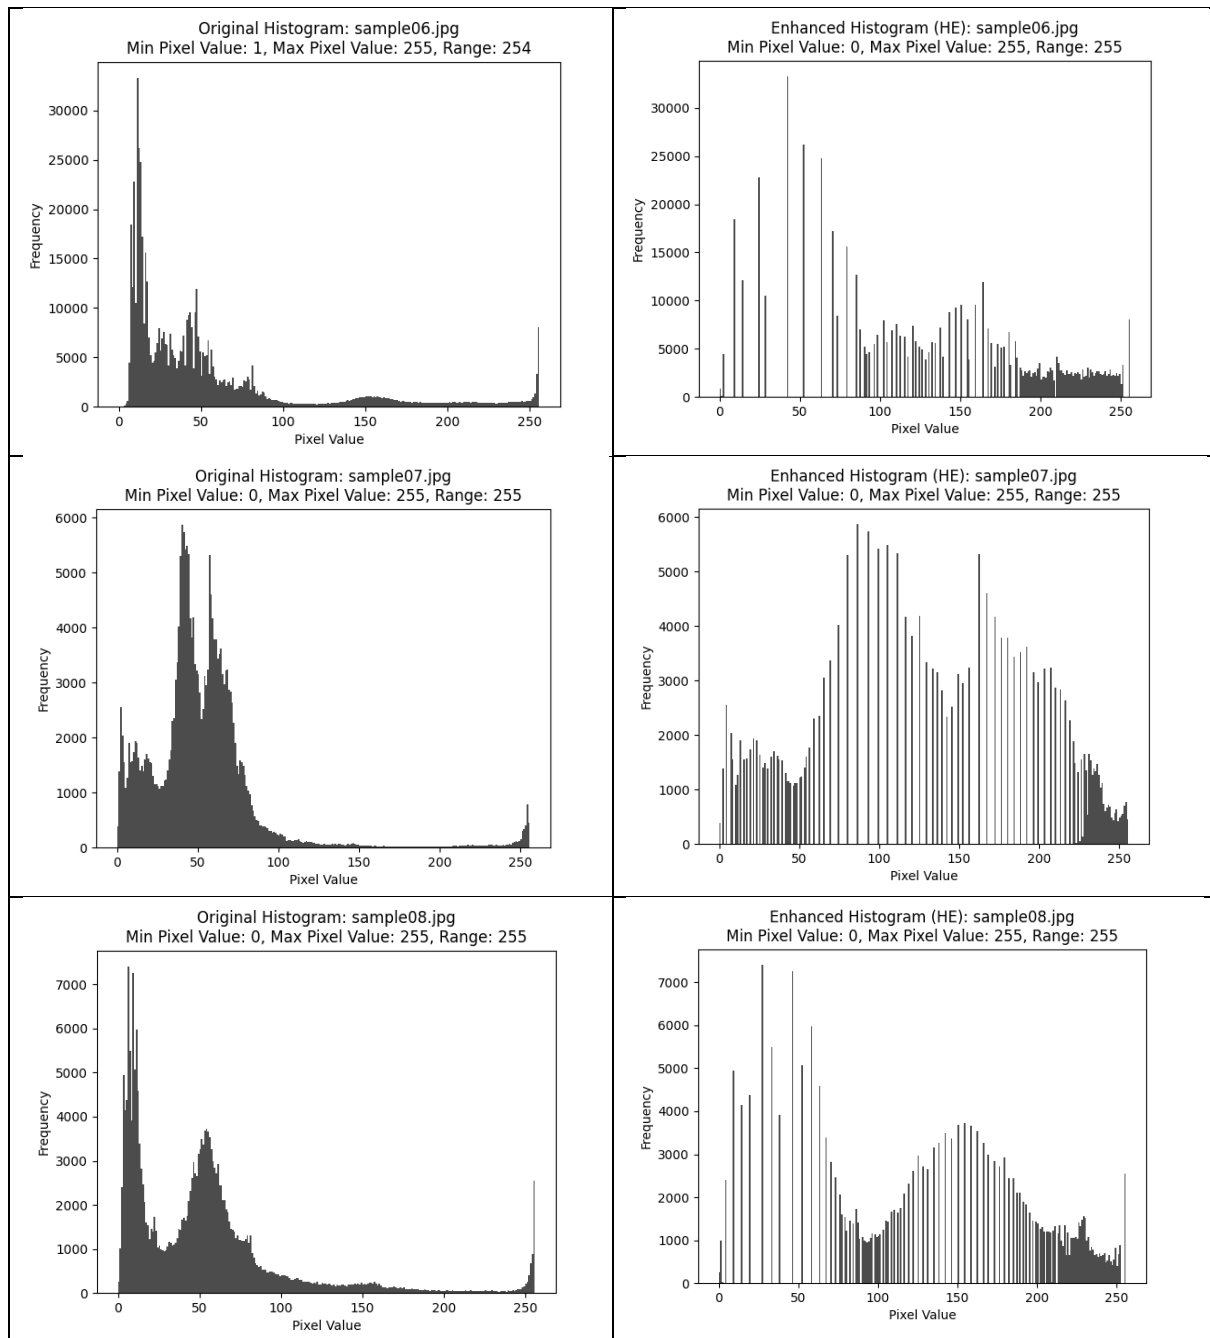 Original Histogram: sample06.jpg
Min Pixel Value: 1, Max Pixel Value: 255, Range: 254
30000
25000
20000
15000
10000
5000
0
Frequency
0 50 100 150 200 250
Pixel Value
Enhanced Histogram (HE): sample06.jpg
Min Pixel Value: 0, Max Pixel Value: 255, Range: 255
30000
25000
20000
15000
10000
5000
0
Frequency
0 50 100 150 200 250
Pixel Value
Original Histogram: sample07.jpg
Min Pixel Value: 0, Max Pixel Value: 255, Range: 255
6000
5000
4000
3000
2000
1000
0
Frequency
0 50 100 150 200 250
Pixel Value
Enhanced Histogram (HE): sample07.jpg
Min Pixel Value: 0, Max Pixel Value: 255, Range: 255
6000
5000
4000
3000
2000
1000
0
Frequency
0 50 100 150 200 250
Pixel Value
Original Histogram: sample08.jpg
Min Pixel Value: 0, Max Pixel Value: 255, Range: 255
7000
6000
5000
4000
3000
2000
1000
0
Frequency
0 50 100 150 200 250
Pixel Value
Enhanced Histogram (HE): sample08.jpg
Min Pixel Value: 0, Max Pixel Value: 255, Range: 255
7000
6000
5000
4000
3000
2000
1000
0
Frequency
0 50 100 150 200 250
Pixel Value